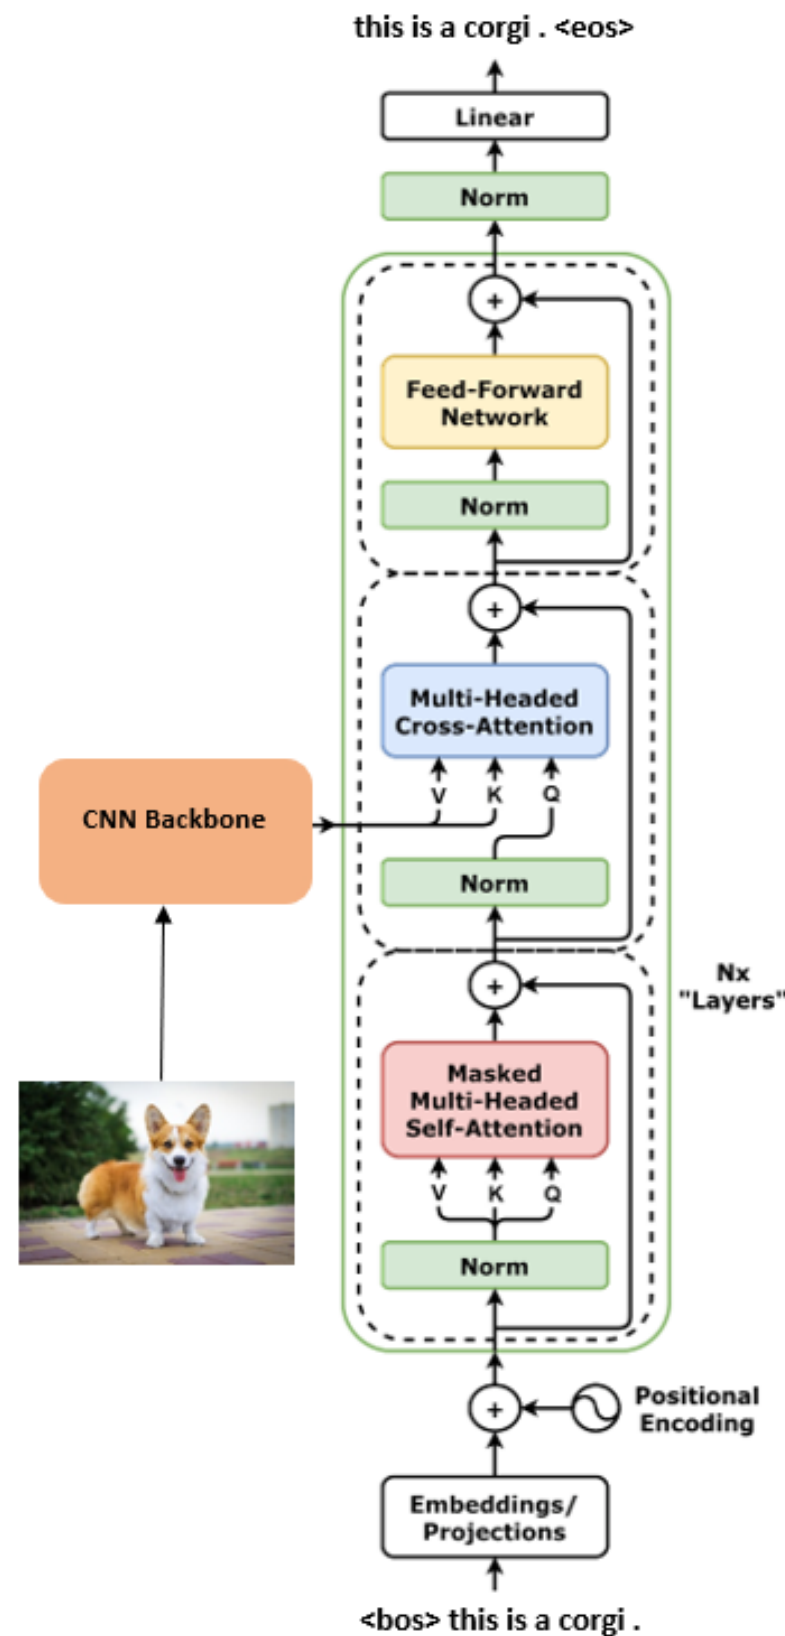 this is a corgi . <eos>
Linear
Norm
+
Feed-Forward
Network
Norm
+
Multi-Headed
Cross-Attention
V K Q
CNN Backbone
Norm
+
Nx
"Layers"
Masked
Multi-Headed
Self-Attention
V K Q
Norm
+
Positional
Encoding
Embeddings/
Projections
<bos> this is a corgi .